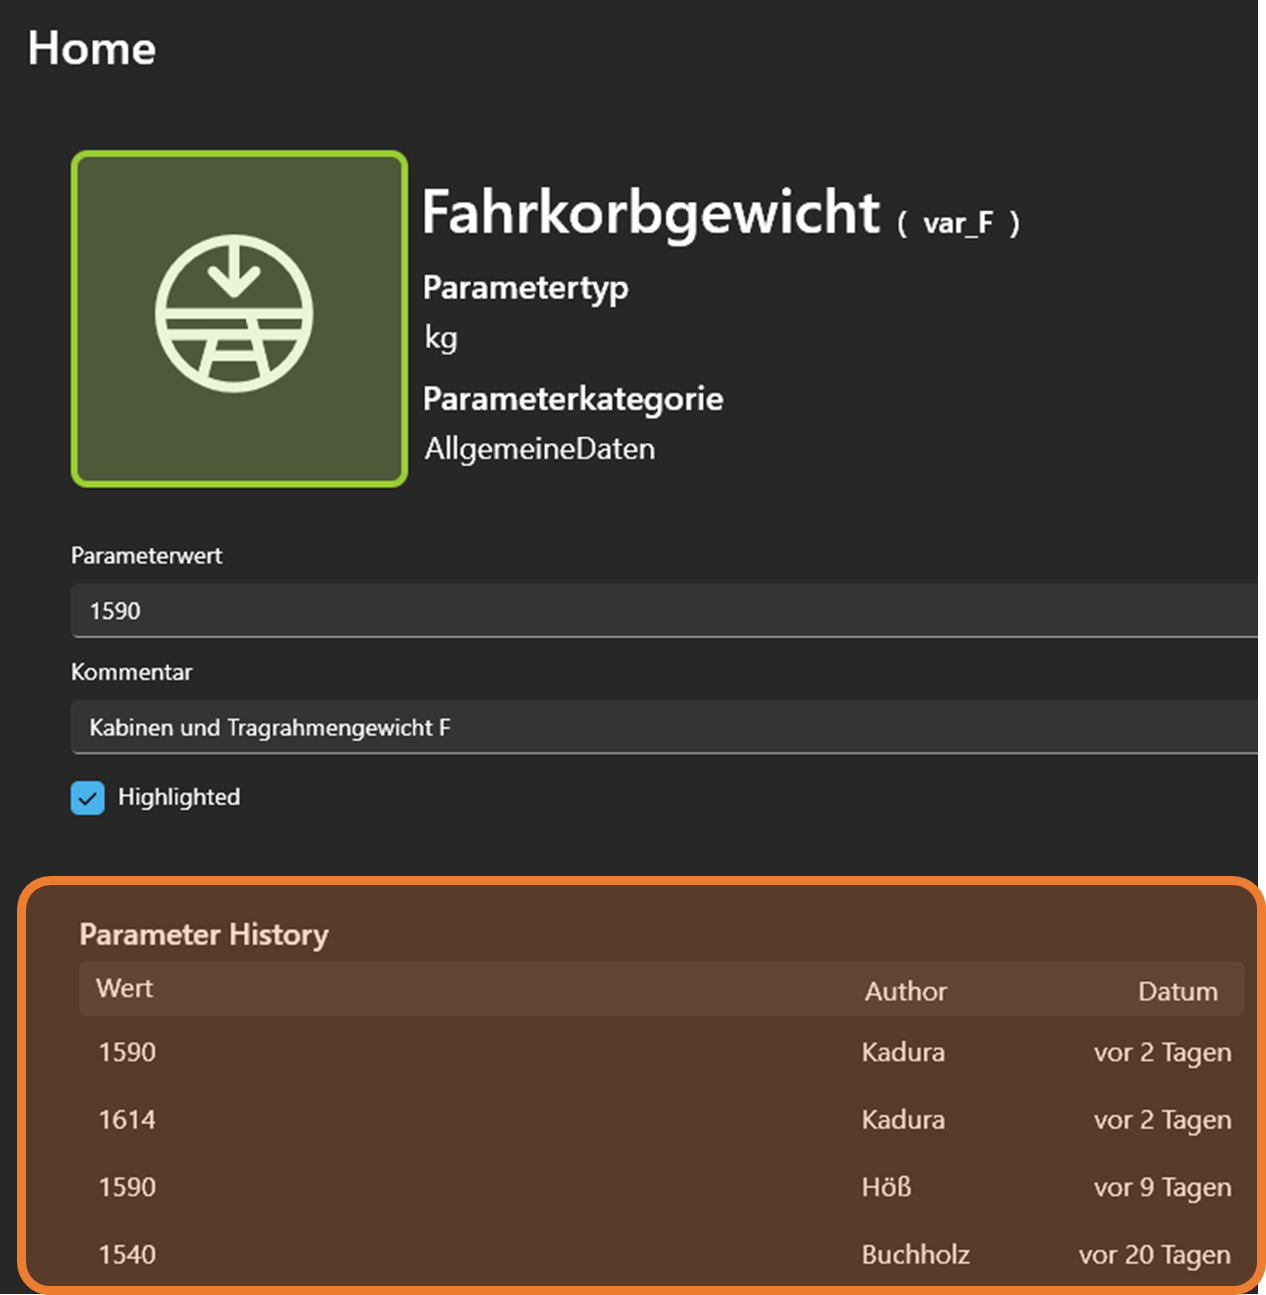 Home
Fahrkorbgewicht ( var_F )
Parametertyp
kg
Parameterkategorie
AllgemeineDaten
Parameterwert
1590
Kommentar
Kabinen und Tragrahmengewicht F
Highlighted
Parameter History
Wert Author Datum
1590 Kadura vor 2 Tagen
1614 Kadura vor 2 Tagen
1590 Höß vor 9 Tagen
1540 Buchholz vor 20 Tagen